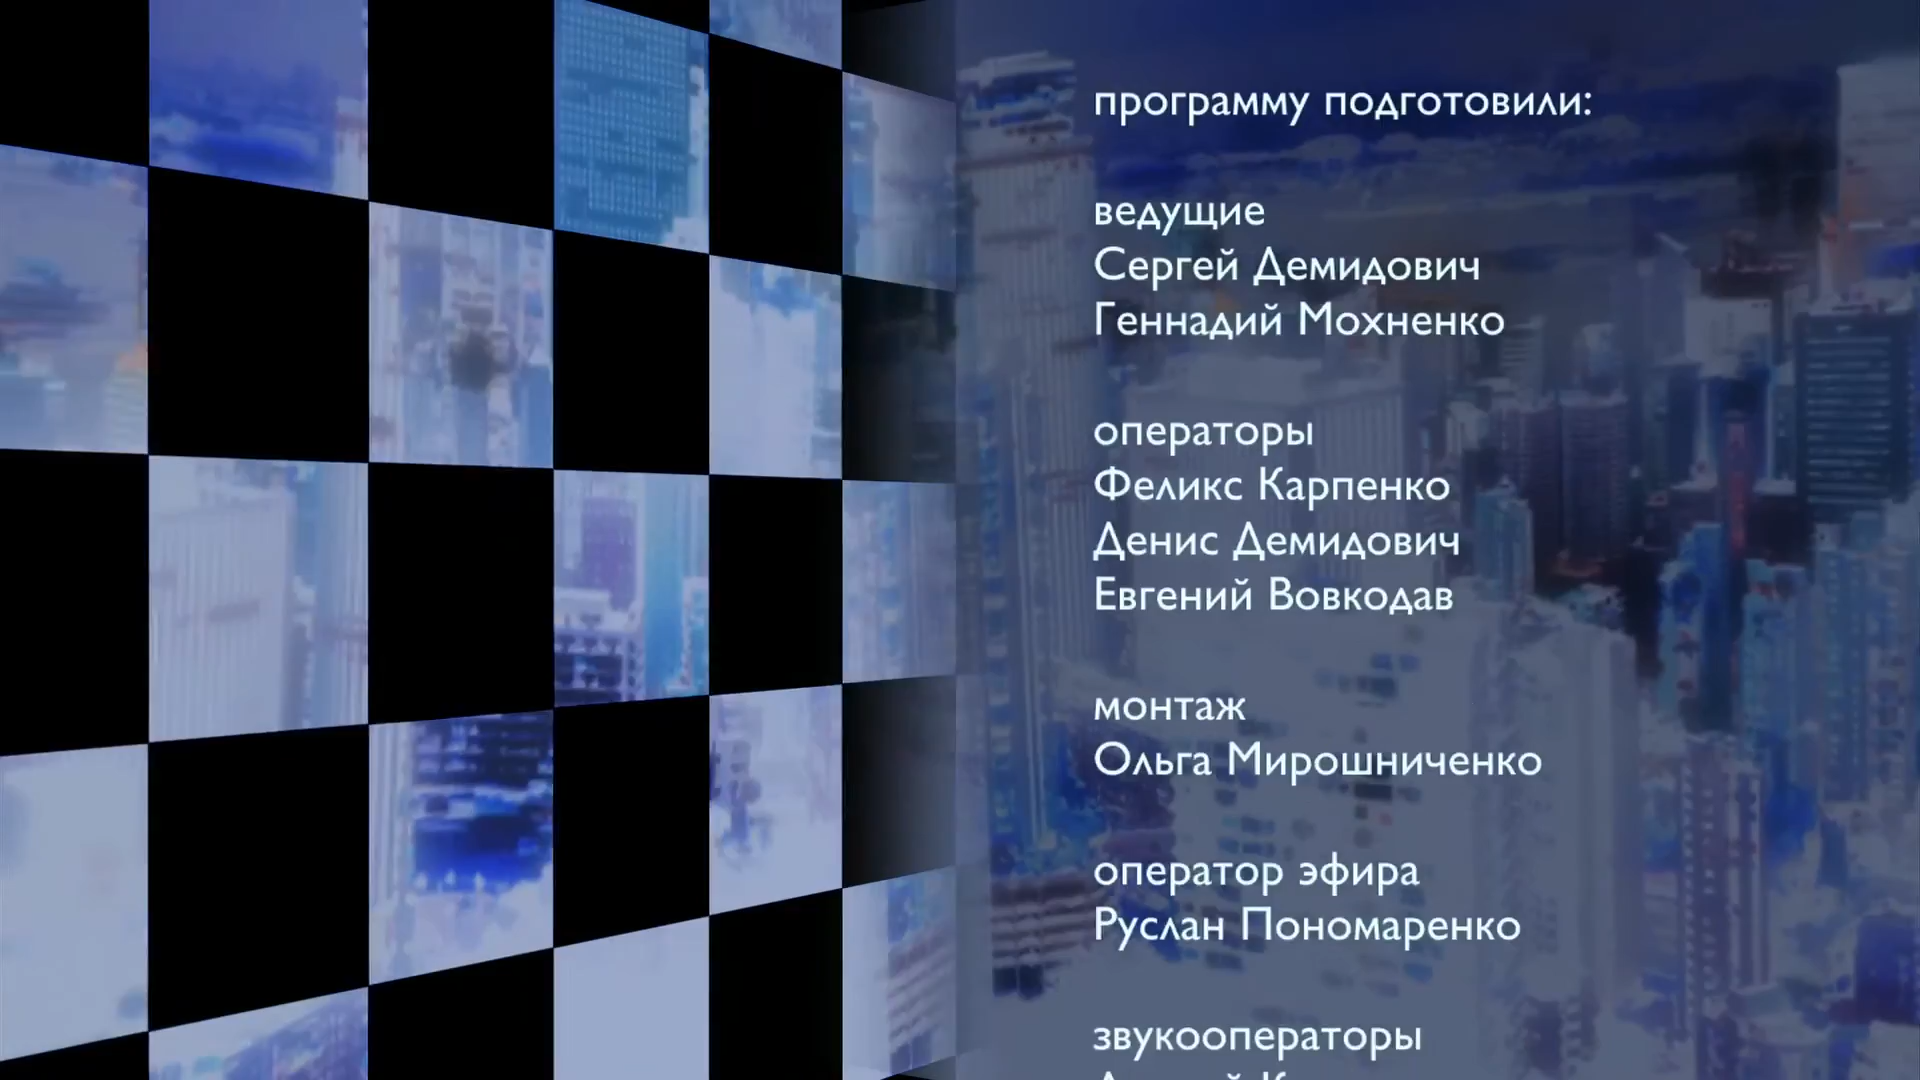 программу подготовили:
ведущие
Сергей Демидович
Геннадий Мохненко
операторы
Феликс Карпенко
Денис Демидович
Евгений Вовкодав
монтаж
Ольга Мирошниченко
оператор эфира
Руслан Пономаренко
звукооператоры